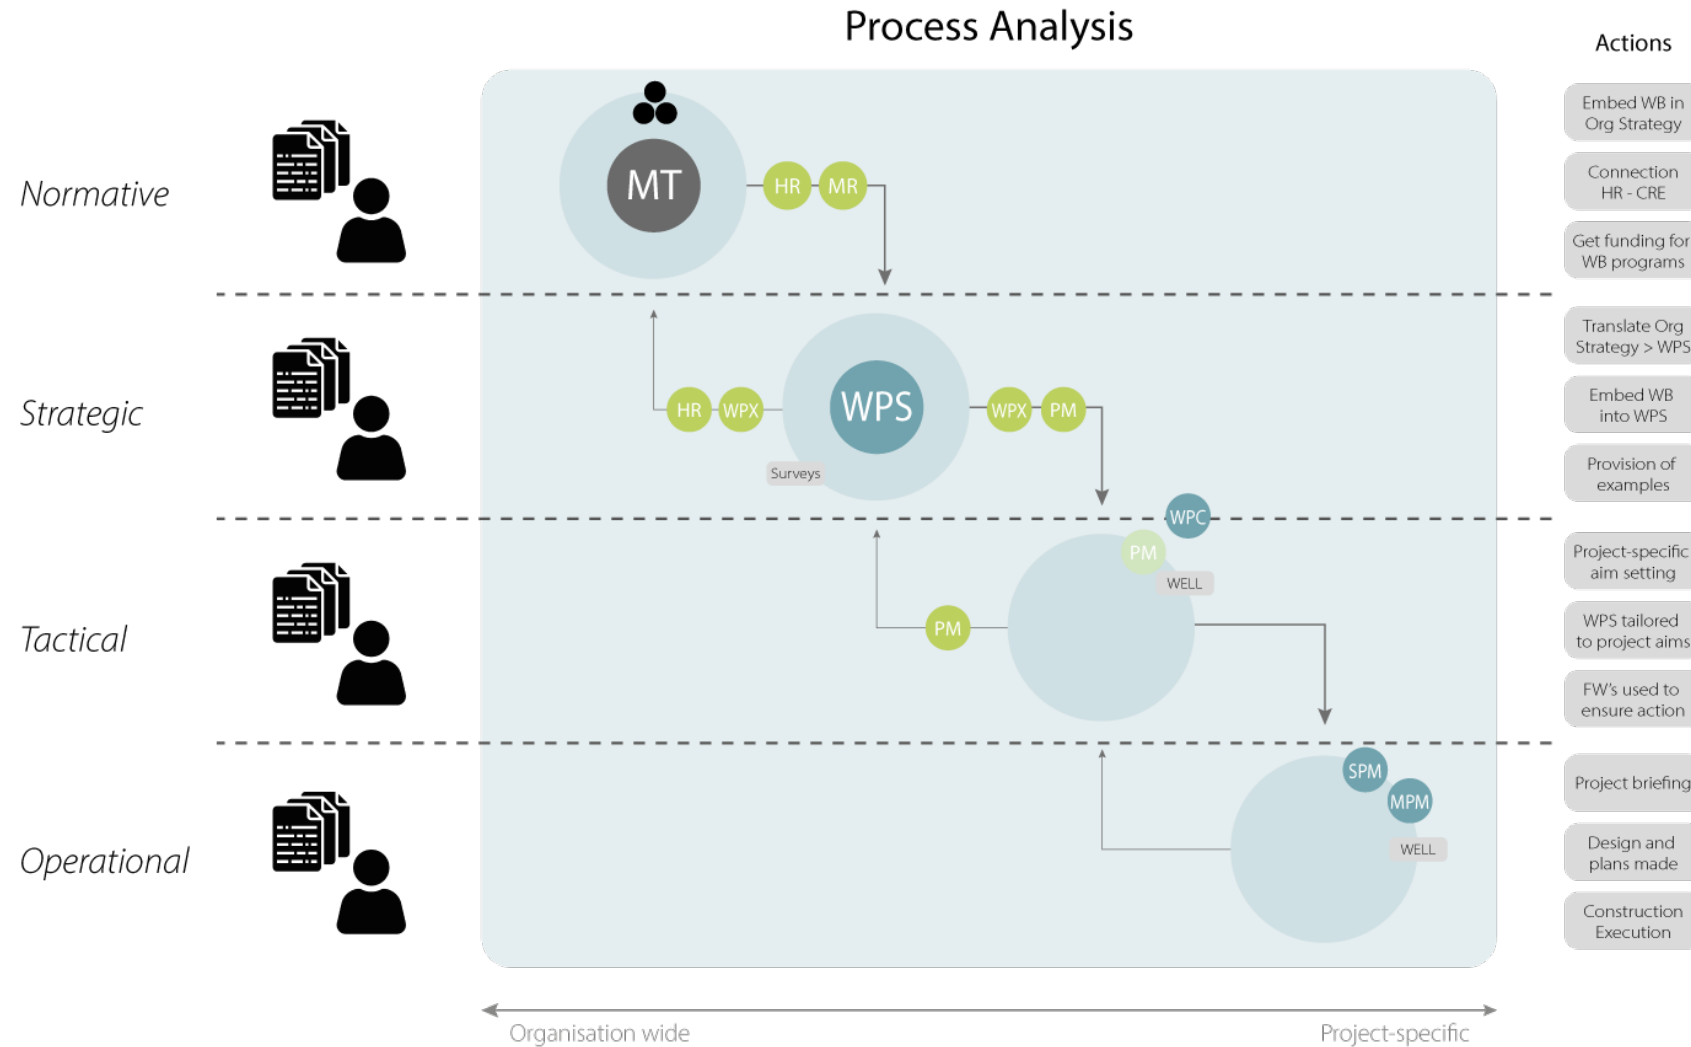 Process Analysis
Actions
Normative
MT
HR
MR
Embed WB in
Org Strategy
Connection
HR - CRE
Get funding for
WB programs
Strategic
HR
WPX
WPS
WPX
PM
Surveys
Translate Org
Strategy > WPS
Embed WB
into WPS
Provision of
examples
WPC
PM
WELL
Tactical
PM
Project-specific
aim setting
WPS tailored
to project aims
FW's used to
ensure action
Operational
SPM
MPM
WELL
Project briefing
Design and
plans made
Construction
Execution
Organisation wide
Project-specific